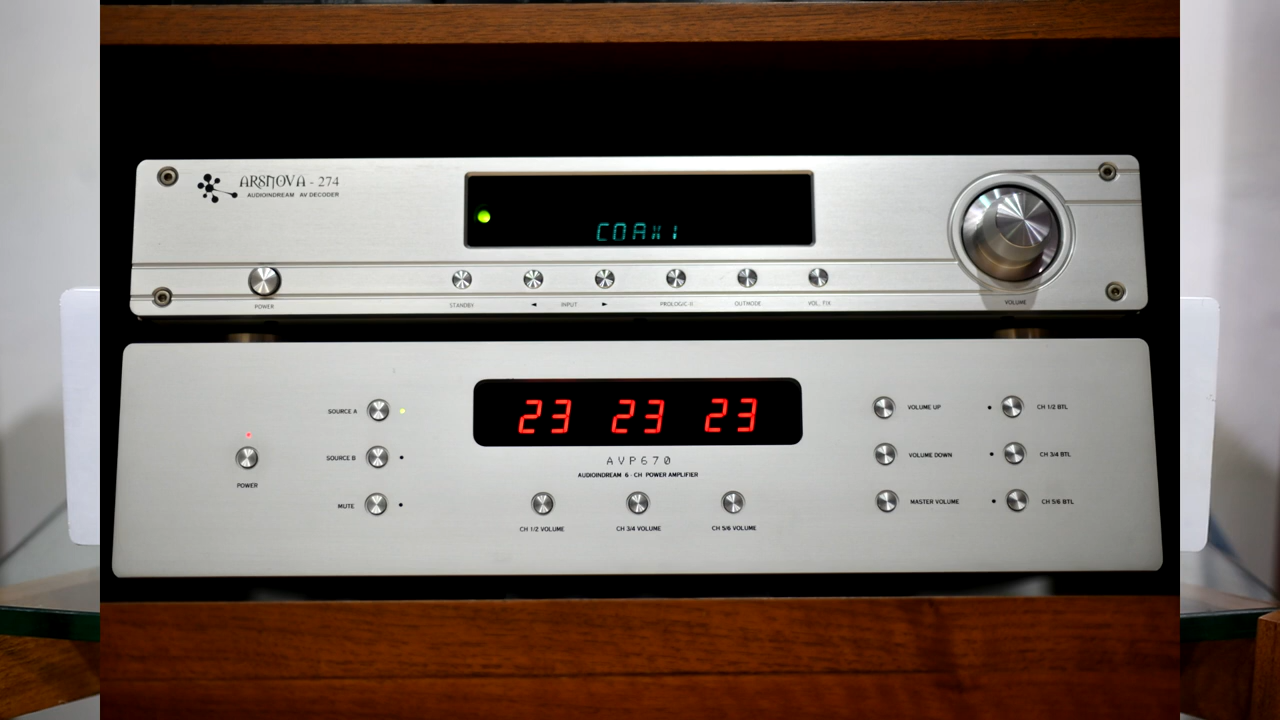 ARSNOVA - 274
AUDIOINDREAM AV DECODER
COAX1
POWER
STANDBY
◄ INPUT ►
PROLOGIC-II
OUTMODE
VOL. FIX
VOLUME
SOURCE A
SOURCE B
MUTE
POWER
23 23 23
AVP670
AUDIOINDREAM 6 - CH POWER AMPLIFIER
CH 1/2 VOLUME
CH 3/4 VOLUME
CH 5/6 VOLUME
VOLUME UP
VOLUME DOWN
MASTER VOLUME
CH 1/2 BTL
CH 3/4 BTL
CH 5/6 BTL